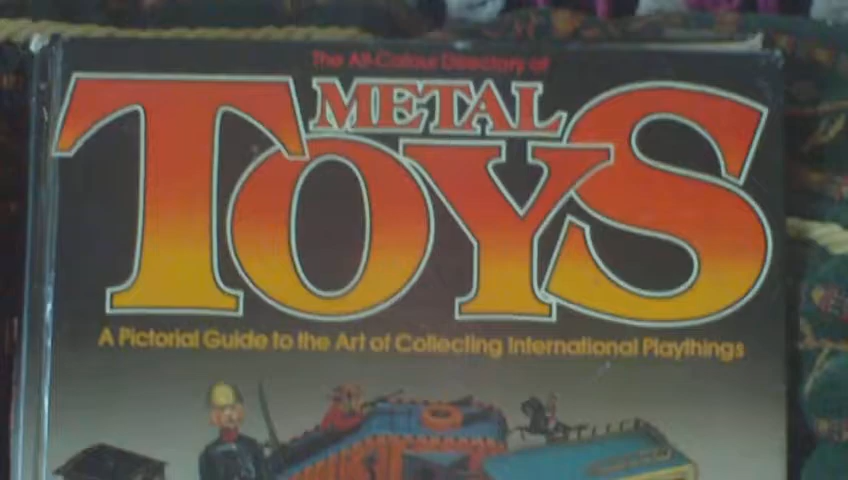 The All-Colour Directory of
METAL
TOYS
A Pictorial Guide to the Art of Collecting International Playthings